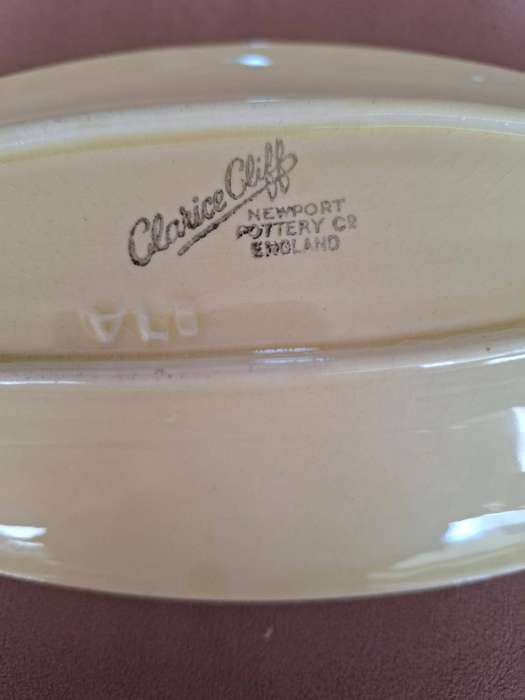 Clarice Cliff
NEWPORT
POTTERY Co
ENGLAND